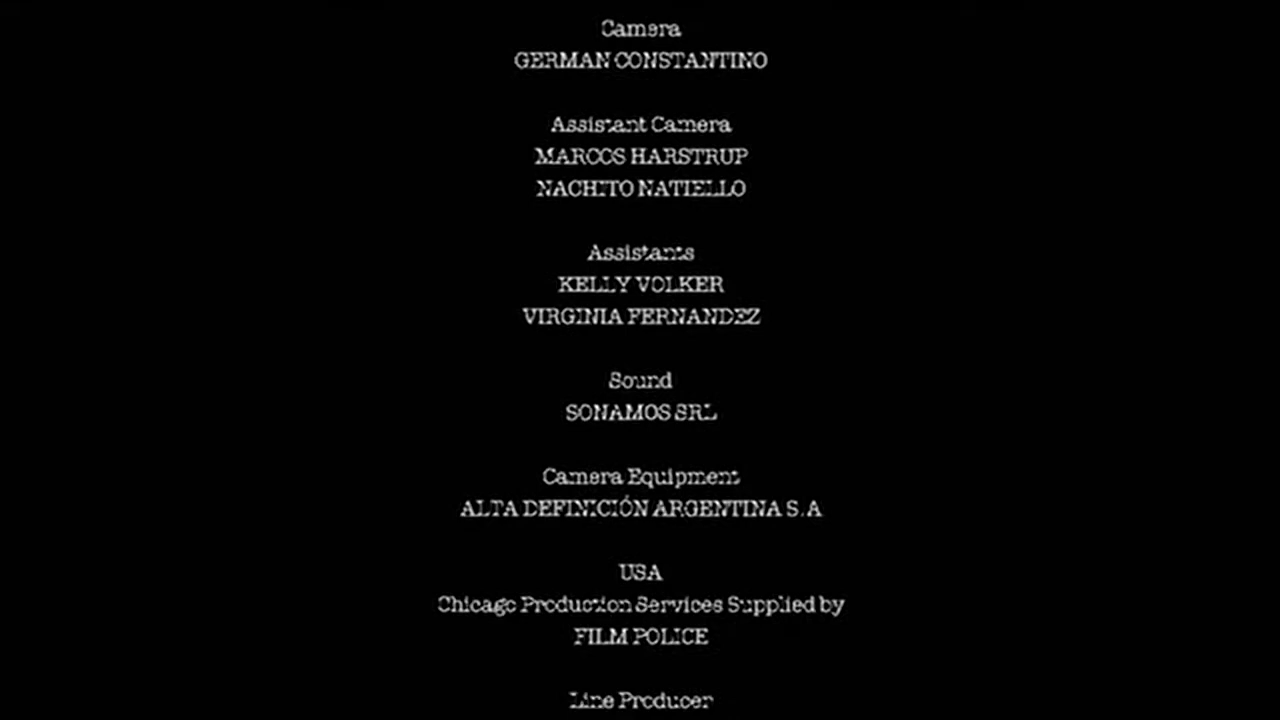 Camera
GERMAN CONSTANTINO
Assistant Camera
MARCOS HARSTRUP
NACHITO NATIELLO
Assistants
KELLY VOLKER
VIRGINIA FERNANDEZ
Sound
SONAMOS SRL
Camera Equipment
ALTA DEFINICIÓN ARGENTINA S.A
USA
Chicago Production Services Supplied by
FILM POLICE
Line Producer